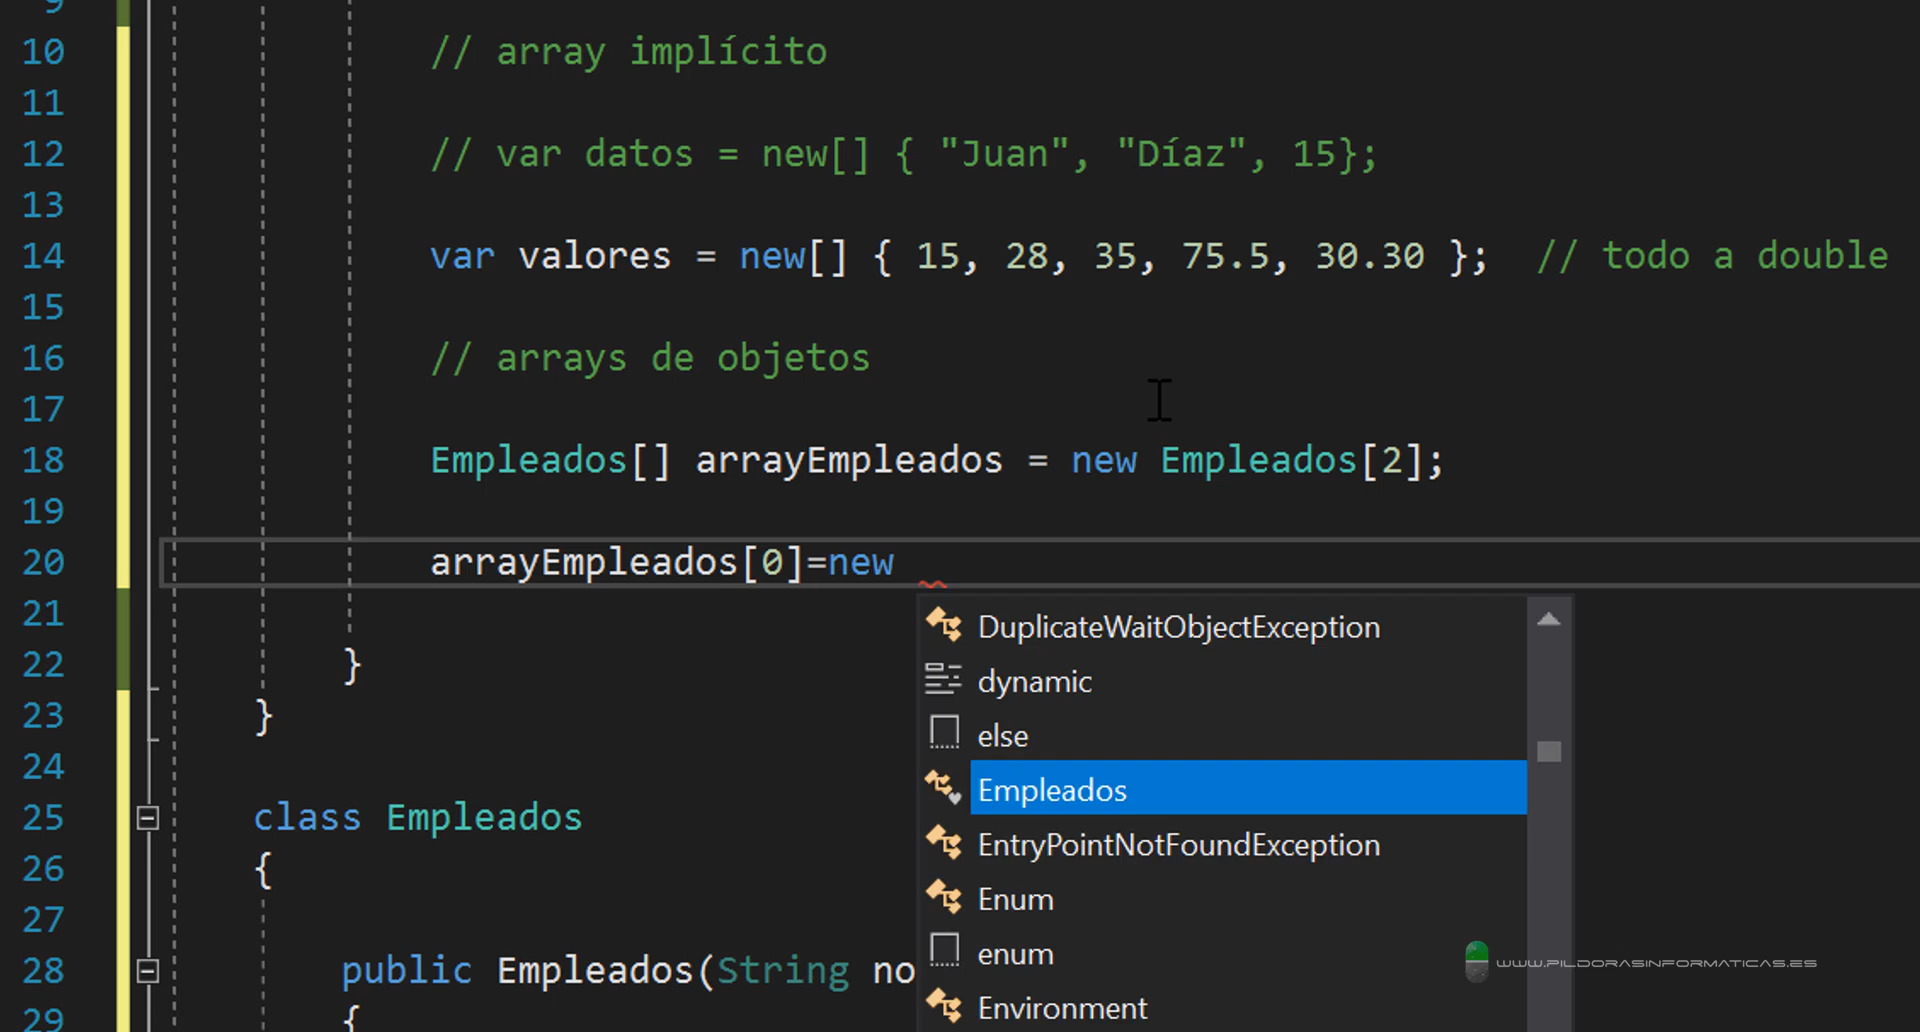 9
10 // array implícito
11
12 // var datos = new[] { "Juan", "Díaz", 15};
13
14 var valores = new[] { 15, 28, 35, 75.5, 30.30 }; // todo a double
15
16 // arrays de objetos
17
18 Empleados[] arrayEmpleados = new Empleados[2];
19
20 arrayEmpleados[0]=new
21
DuplicateWaitObjectException
22 }
dynamic
23 }
else
24
Empleados
25 class Empleados
EntryPointNotFoundException
26 {
Enum
27
enum
28 public Empleados(String no
WWW.PILDORASINFORMATICAS.ES
Environment
29 {